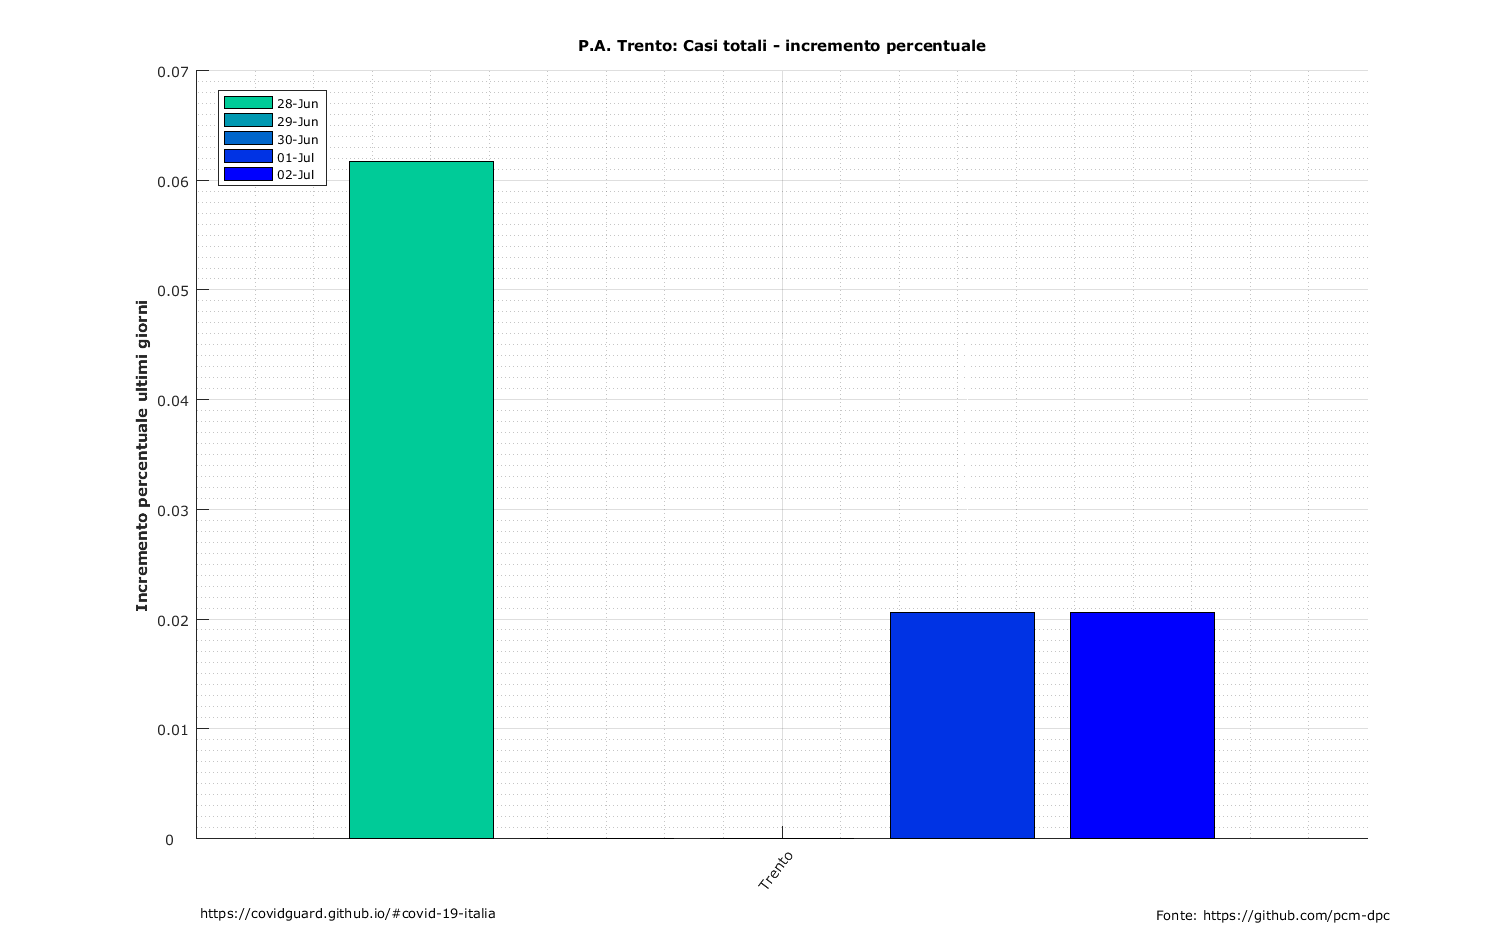 P.A. Trento: Casi totali - incremento percentuale
0.07
0.06
0.05
0.04
0.03
0.02
0.01
0
Incremento percentuale ultimi giorni
28-Jun
29-Jun
30-Jun
01-Jul
02-Jul
Trento
https://covidguard.github.io/#covid-19-italia
Fonte: https://github.com/pcm-dpc